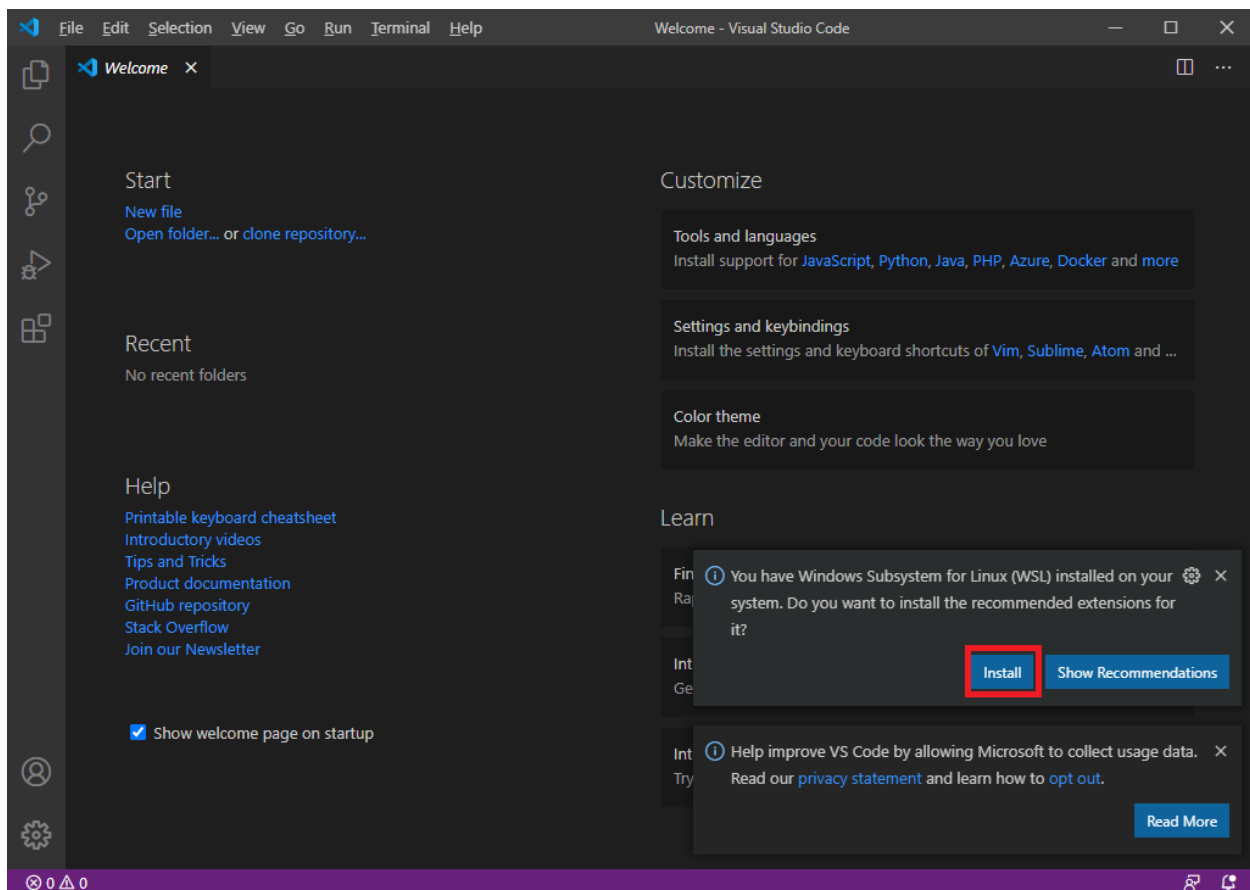 File Edit Selection View Go Run Terminal Help Welcome - Visual Studio Code
Welcome
Start
New file
Open folder... or clone repository...
Recent
No recent folders
Help
Printable keyboard cheatsheet
Introductory videos
Tips and Tricks
Product documentation
GitHub repository
Stack Overflow
Join our Newsletter
Show welcome page on startup
Customize
Tools and languages
Install support for JavaScript, Python, Java, PHP, Azure, Docker and more
Settings and keybindings
Install the settings and keyboard shortcuts of Vim, Sublime, Atom and ...
Color theme
Make the editor and your code look the way you love
Learn
Fin
Ra
Int
Ge
Int
Try
You have Windows Subsystem for Linux (WSL) installed on your
system. Do you want to install the recommended extensions for
it?
Install Show Recommendations
Help improve VS Code by allowing Microsoft to collect usage data.
Read our privacy statement and learn how to opt out.
Read More
0 0